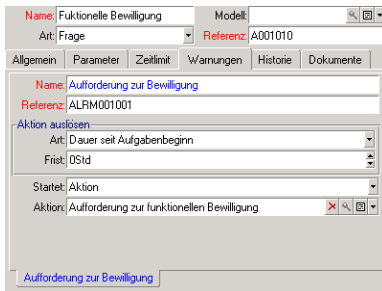 Name: Fuktionelle Bewilligung Modell:
Art: Frage Referenz: A001010
Allgemein Parameter Zeitlimit Warnungen Historie Dokumente
Name: Aufforderung zur Bewilligung
Referenz: ALRM001001
Aktion auslösen
Art: Dauer seit Aufgabenbeginn
Frist: 0Std
Startet: Aktion
Aktion: Aufforderung zur funktionellen Bewilligung
Aufforderung zur Bewilligung